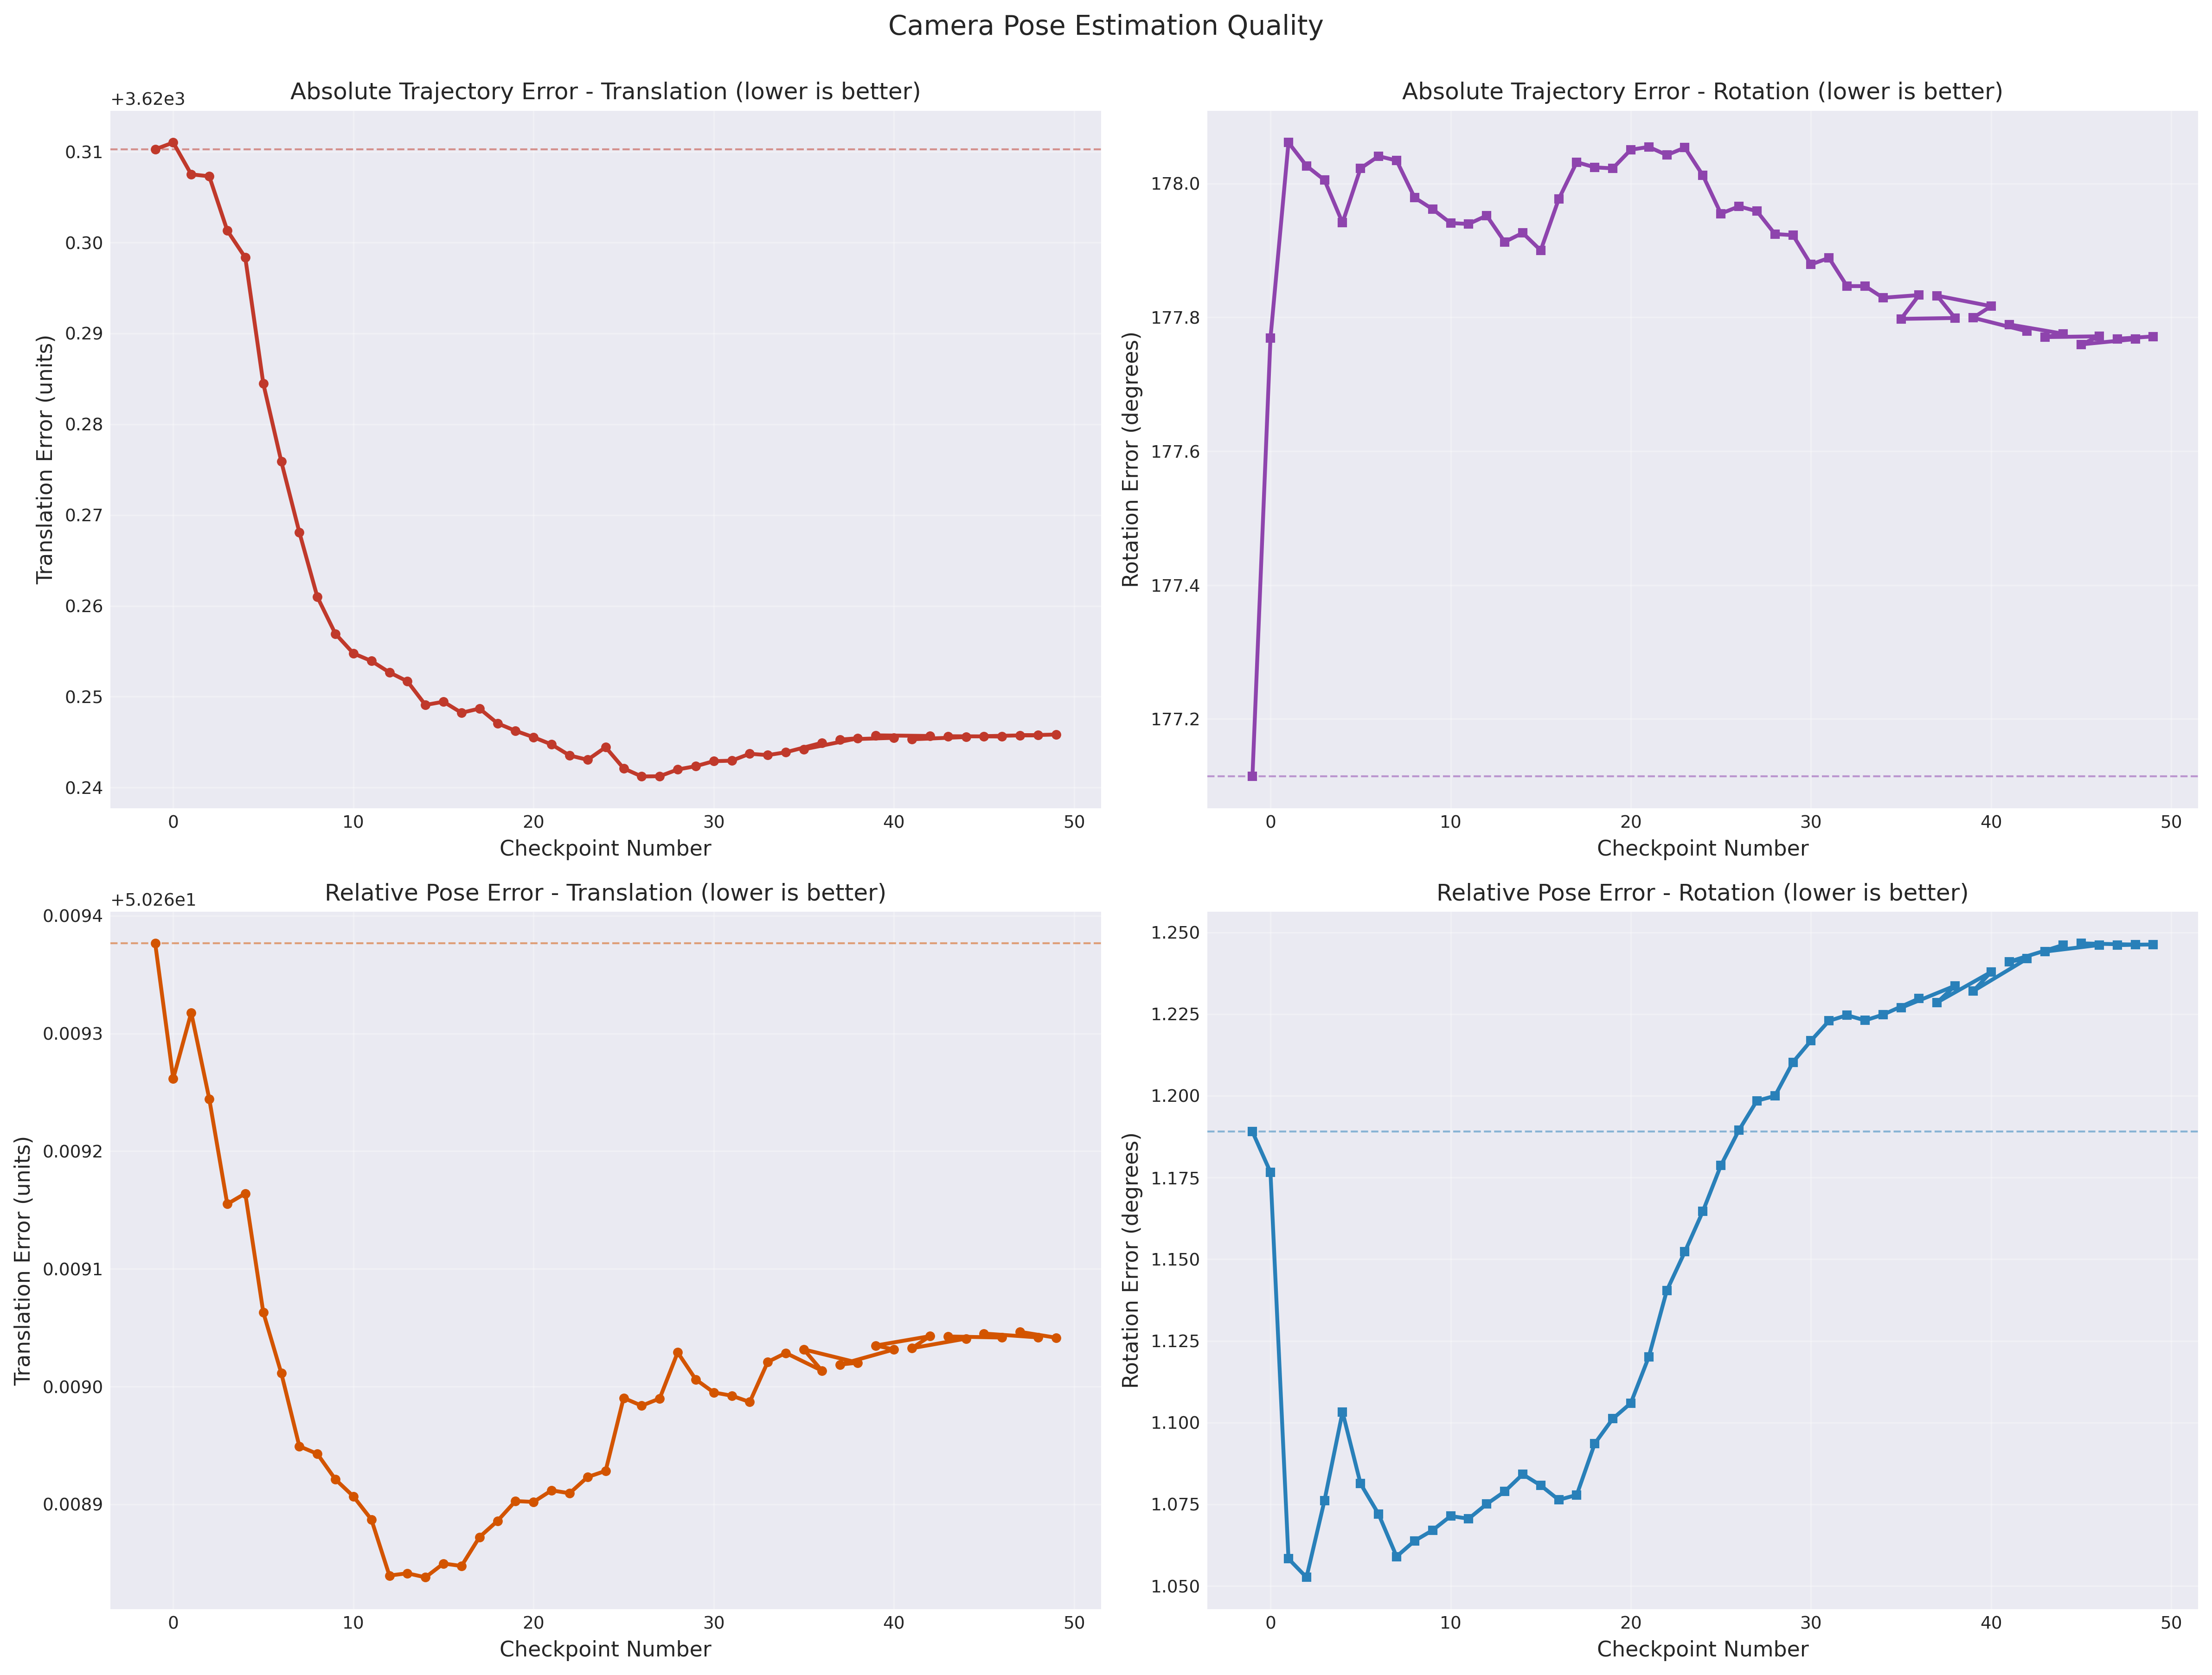 Camera Pose Estimation Quality
Absolute Trajectory Error - Translation (lower is better)
+3.62e3
0.31
0.30
0.29
0.28
0.27
0.26
0.25
0.24
Translation Error (units)
0 10 20 30 40 50
Checkpoint Number
Absolute Trajectory Error - Rotation (lower is better)
178.0
177.8
177.6
177.4
177.2
Rotation Error (degrees)
0 10 20 30 40 50
Checkpoint Number
Relative Pose Error - Translation (lower is better)
+5.026e1
0.0094
0.0093
0.0092
0.0091
0.0090
0.0089
Translation Error (units)
0 10 20 30 40 50
Checkpoint Number
Relative Pose Error - Rotation (lower is better)
1.250
1.225
1.200
1.175
1.150
1.125
1.100
1.075
1.050
Rotation Error (degrees)
0 10 20 30 40 50
Checkpoint Number